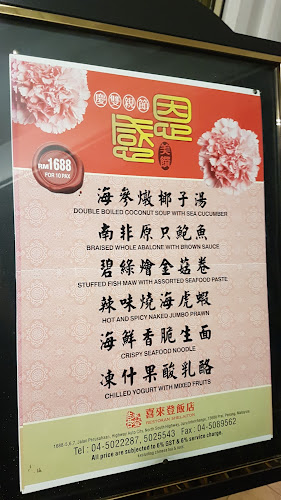 慶雙親節
感恩
美食
RM1688
FOR 10 PAX
海參燉椰子湯
DOUBLE BOILED COCONUT SOUP WITH SEA CUCUMBER
南非原只鮑魚
BRAISED WHOLE ABALONE WITH BROWN SAUCE
碧綠燴金菇卷
STUFFED FISH MAW WITH ASSORTED SEAFOOD PASTE
辣味燒海虎蝦
HOT AND SPICY NAKED JUMBO PRAWN
海鮮香脆生面
CRISPY SEAFOOD NOODLE
凍什果酸乳酪
CHILLED YOGURT WITH MIXED FRUITS
喜來登飯店
Tel : 04-5022287, 5025543 Fax : 04-5089562
All price are subjected to 6% GST & 6% service change.